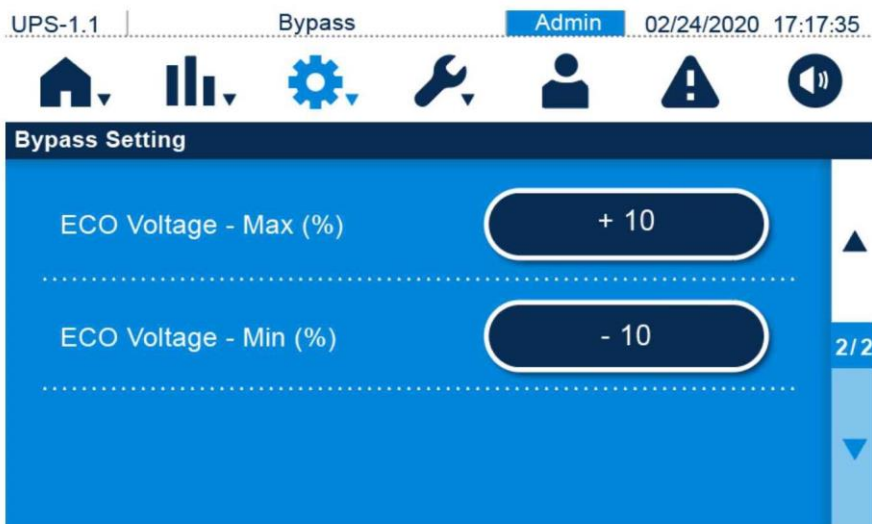 UPS-1.1 Bypass Admin 02/24/2020 17:17:35
Bypass Setting
ECO Voltage - Max (%) + 10
ECO Voltage - Min (%) - 10
2/2